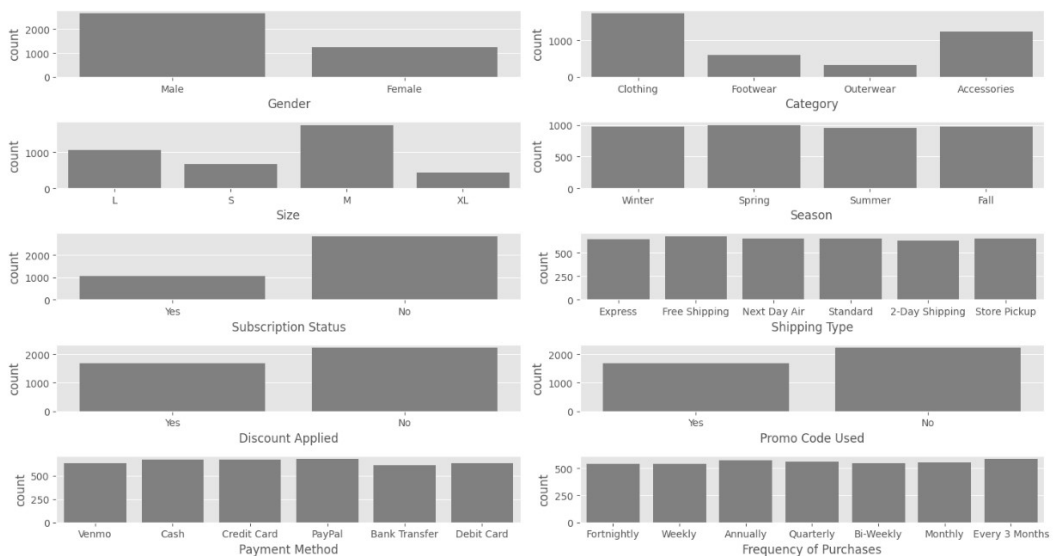 count
2000
1000
0
Male Female
Gender
count
1000
0
Clothing Footwear Outerwear Accessories
Category
count
1000
0
L S M XL
Size
count
1000
500
0
Winter Spring Summer Fall
Season
count
2000
1000
0
Yes No
Subscription Status
count
500
250
0
Express Free Shipping Next Day Air Standard 2-Day Shipping Store Pickup
Shipping Type
count
2000
1000
0
Yes No
Discount Applied
count
2000
1000
0
Yes No
Promo Code Used
count
500
250
0
Venmo Cash Credit Card PayPal Bank Transfer Debit Card
Payment Method
count
500
250
0
Fortnightly Weekly Annually Quarterly Bi-Weekly Monthly Every 3 Months
Frequency of Purchases